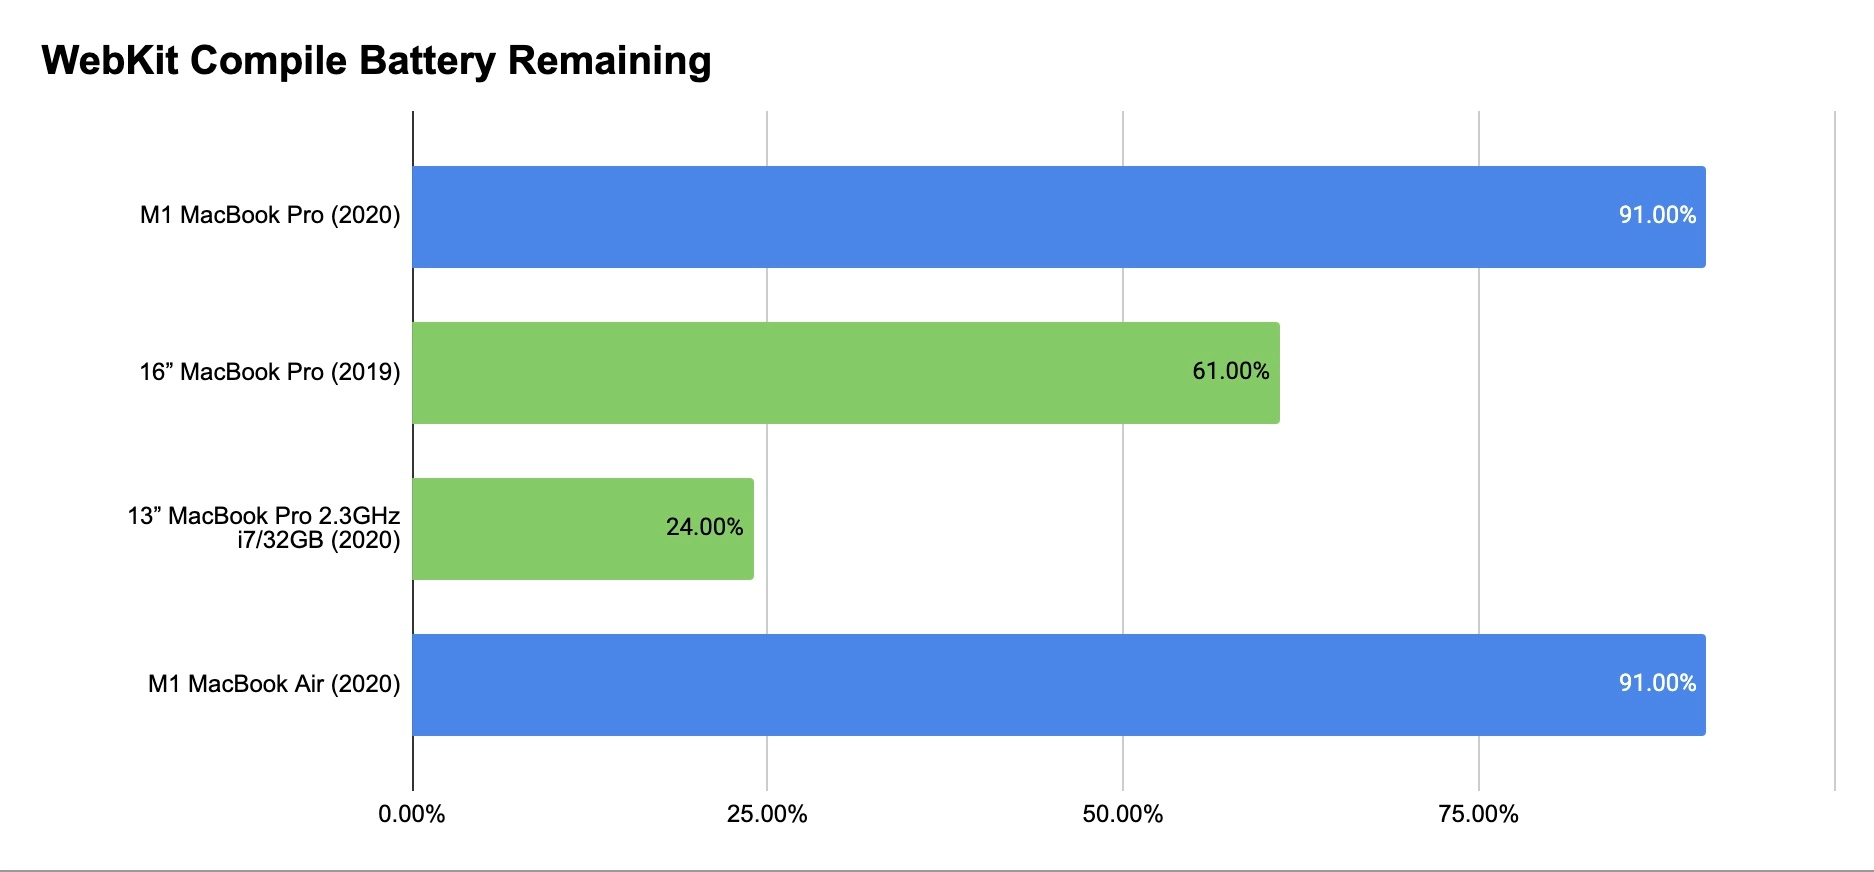 WebKit Compile Battery Remaining
M1 MacBook Pro (2020)
91.00%
16” MacBook Pro (2019)
61.00%
13” MacBook Pro 2.3GHz
i7/32GB (2020)
24.00%
M1 MacBook Air (2020)
91.00%
0.00%
25.00%
50.00%
75.00%